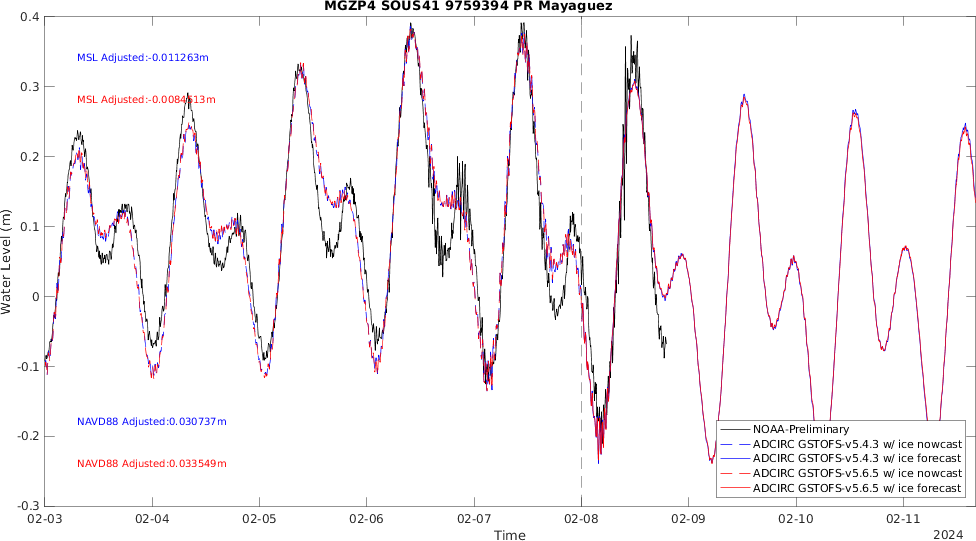 MGZP4 SOUS41 9759394 PR Mayaguez
0.4
0.3
0.2
0.1
0
-0.1
-0.2
-0.3
Water Level (m)
MSL Adjusted:-0.011263m
MSL Adjusted:-0.0084613m
NAVD88 Adjusted:0.030737m
NAVD88 Adjusted:0.033549m
NOAA-Preliminary
ADCIRC GSTOFS-v5.4.3 w/ ice nowcast
ADCIRC GSTOFS-v5.4.3 w/ ice forecast
ADCIRC GSTOFS-v5.6.5 w/ ice nowcast
ADCIRC GSTOFS-v5.6.5 w/ ice forecast
02-03 02-04 02-05 02-06 02-07 02-08 02-09 02-10 02-11
Time
2024